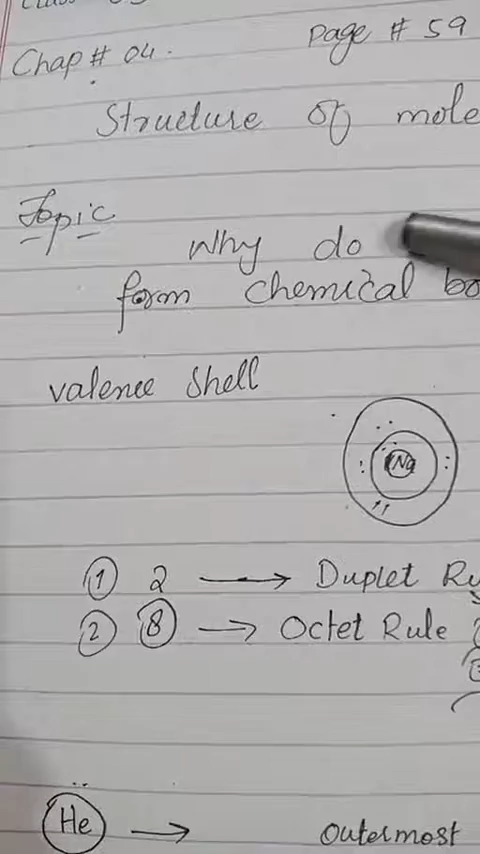 Page # 59
Chap # 04.
Structure of mole
Topic
Why do
form chemical bo
valence shell
Na
① 2 → Duplet Ru
② ⑧ → Octet Rule
He → outermost